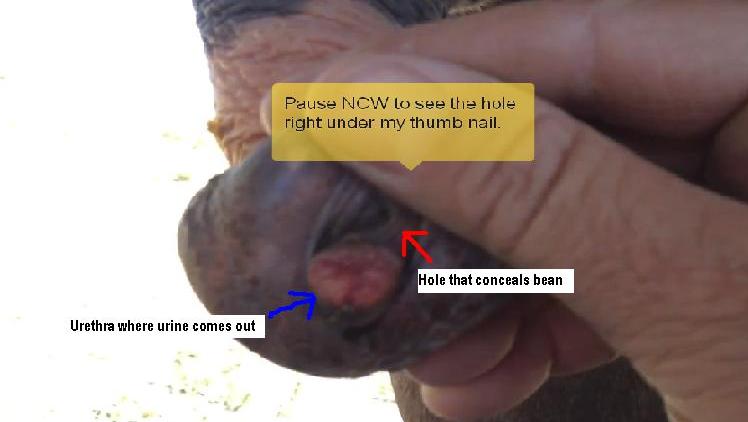 Pause NOW to see the hole
right under my thumb nail.
Hole that conceals bean
Urethra where urine comes out